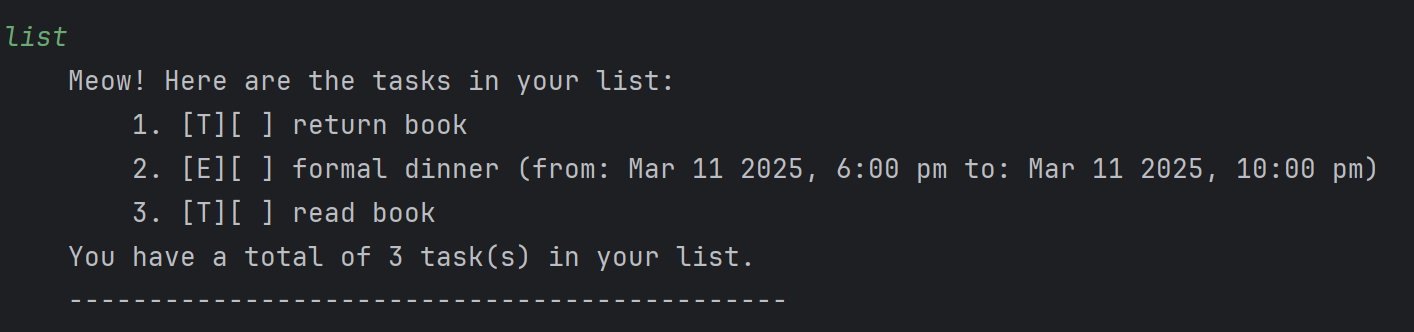 list
Meow! Here are the tasks in your list:
1. [T][ ] return book
2. [E][ ] formal dinner (from: Mar 11 2025, 6:00 pm to: Mar 11 2025, 10:00 pm)
3. [T][ ] read book
You have a total of 3 task(s) in your list.
---------------------------------------------